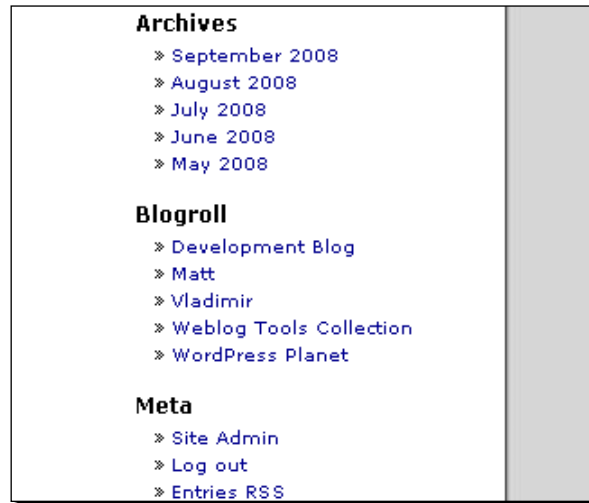 Archives
» September 2008
» August 2008
» July 2008
» June 2008
» May 2008
Blogroll
» Development Blog
» Matt
» Vladimir
» Weblog Tools Collection
» WordPress Planet
Meta
» Site Admin
» Log out
» Entries RSS